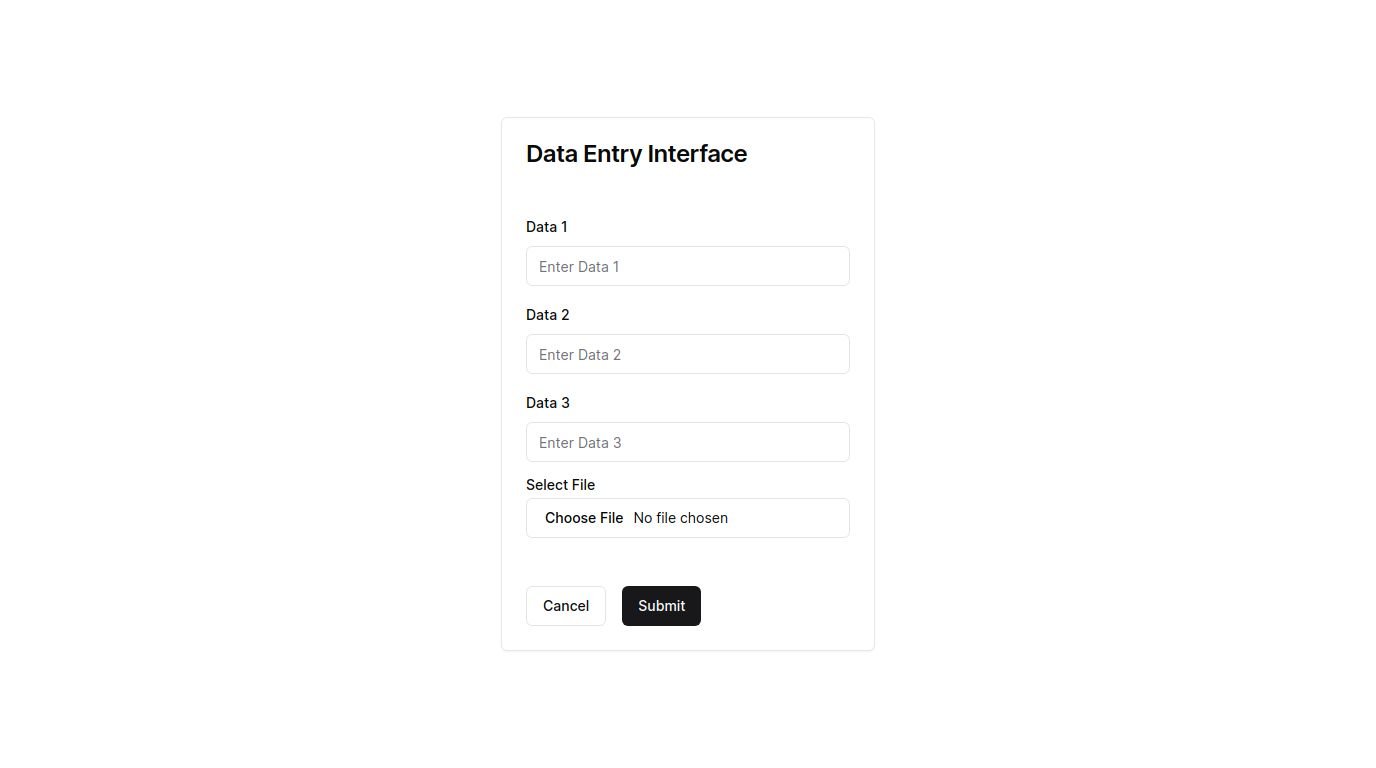 Data Entry Interface
Data 1
Enter Data 1
Data 2
Enter Data 2
Data 3
Enter Data 3
Select File
Choose File No file chosen
Cancel Submit